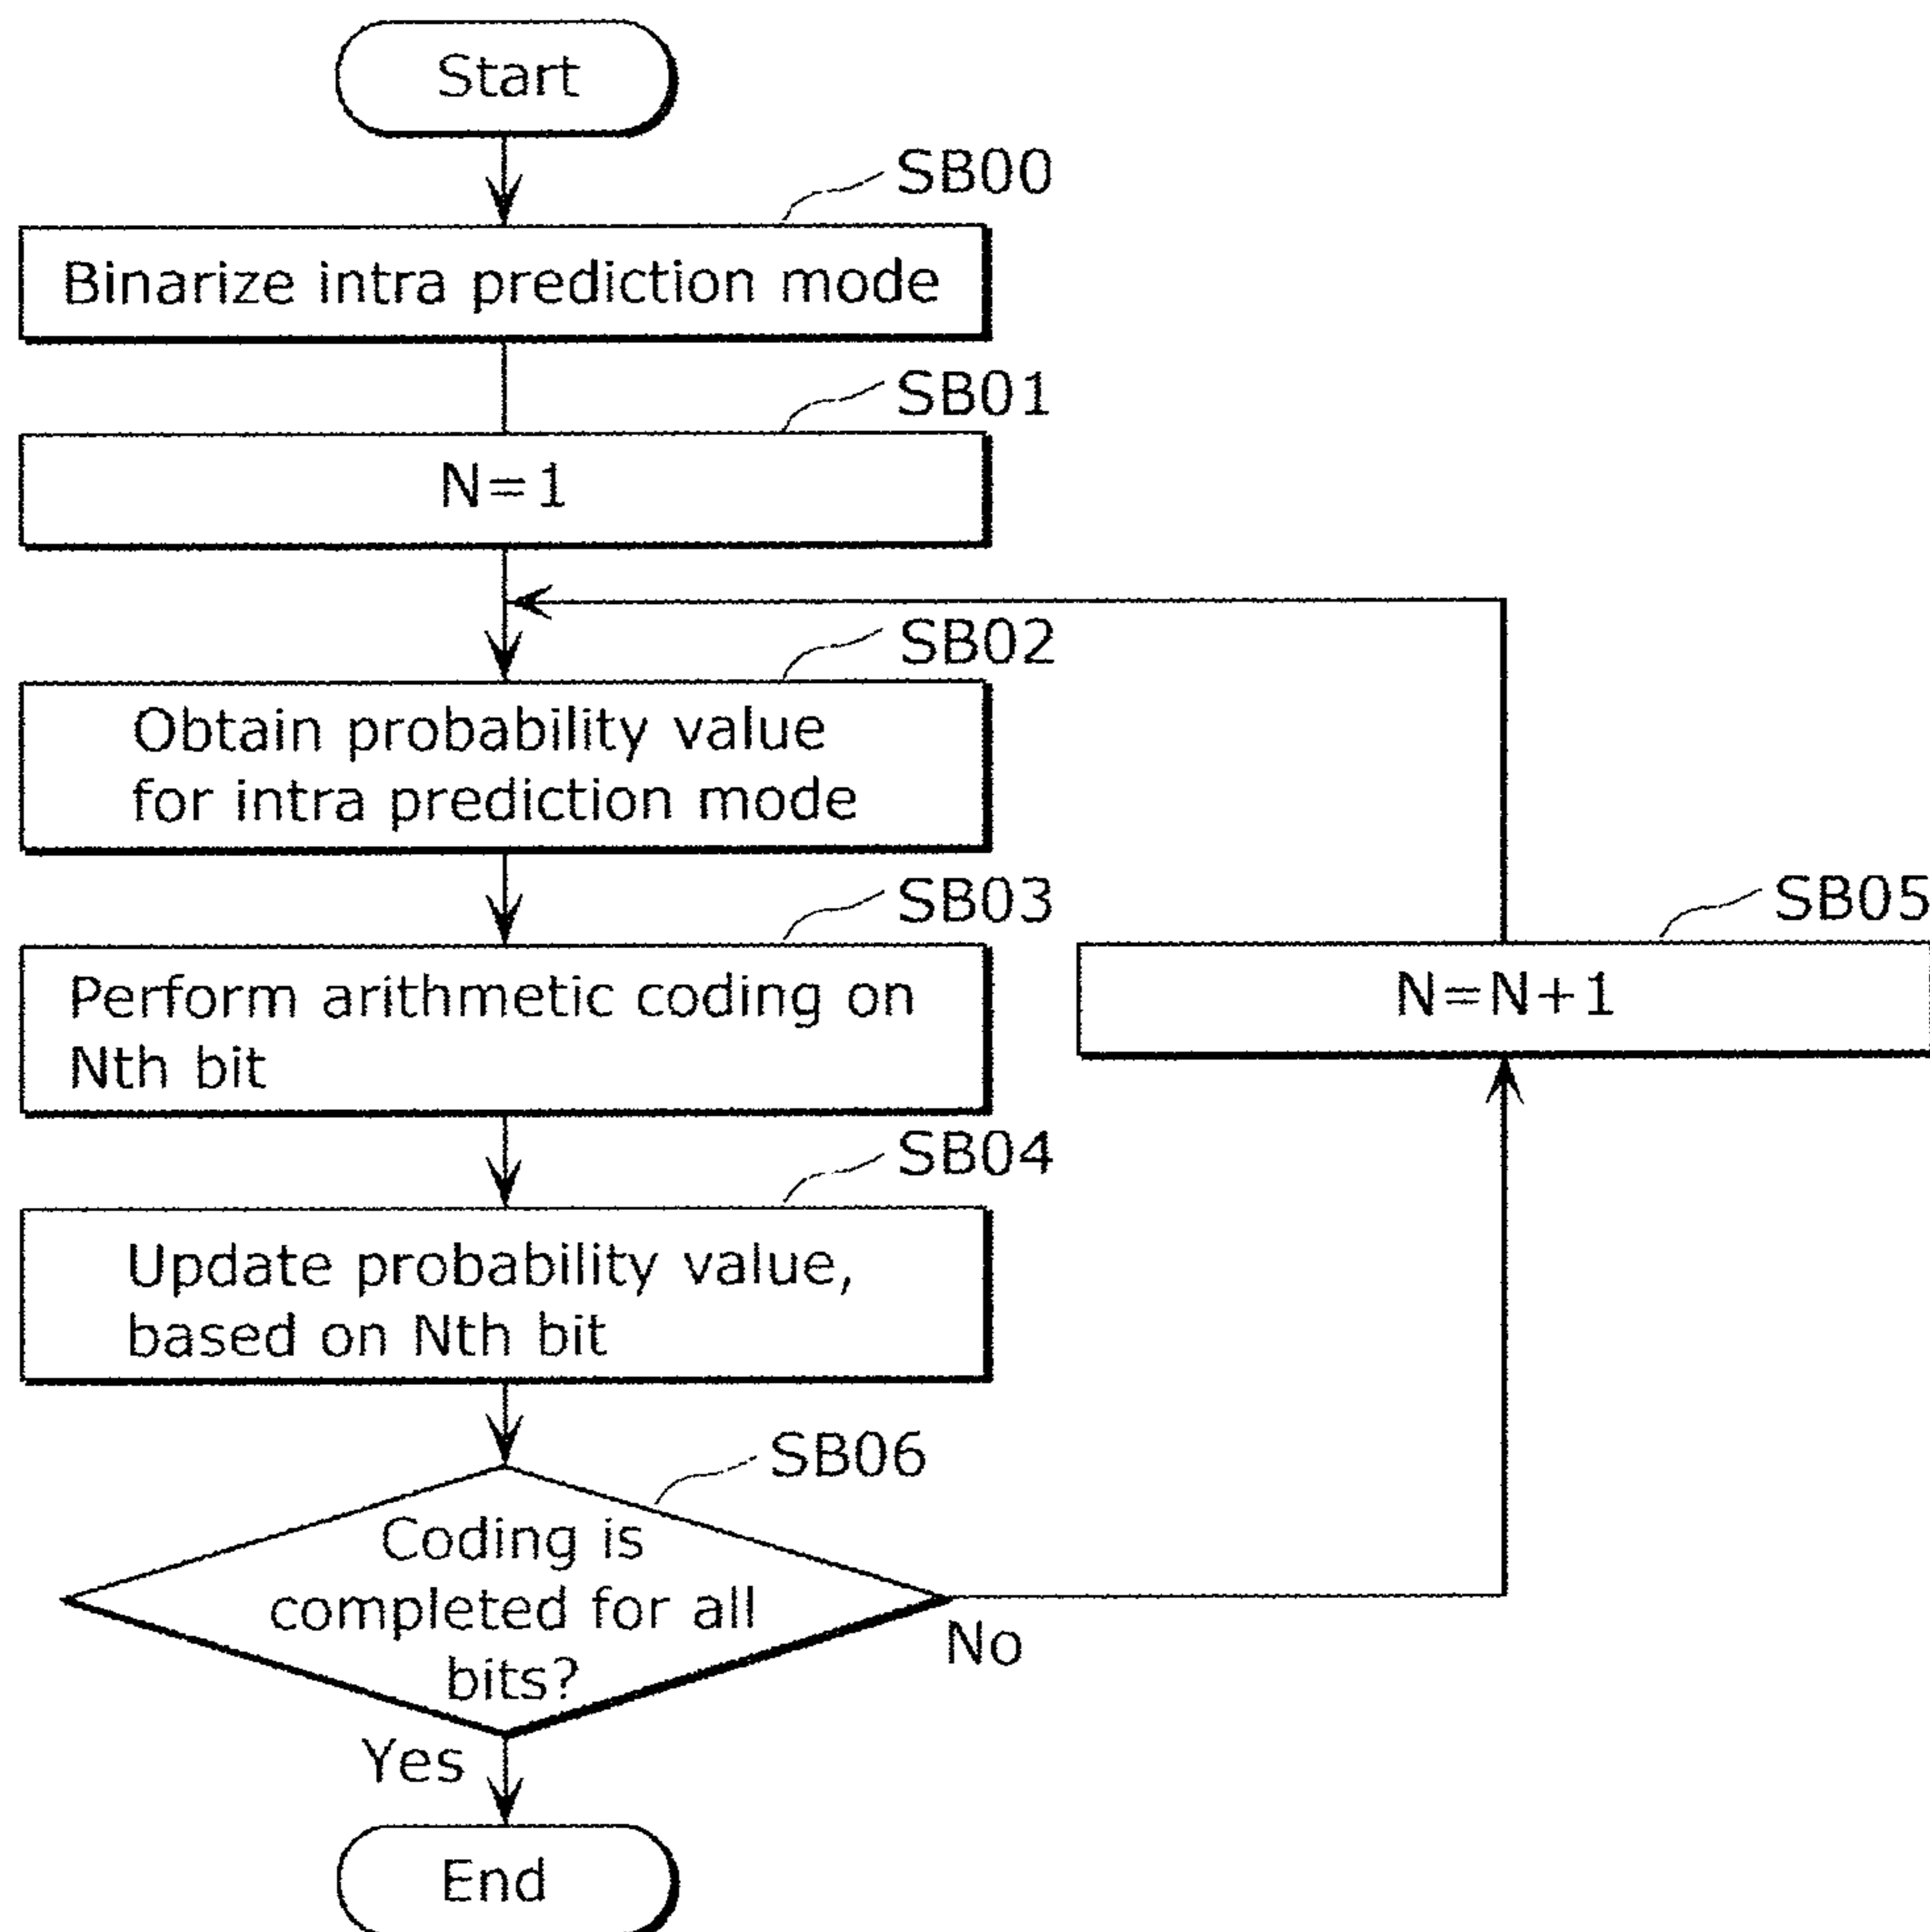 Start
SB00
Binarize intra prediction mode
SB01
N=1
SB02
Obtain probability value
for intra prediction mode
SB03
Perform arithmetic coding on
Nth bit
SB05
N=N+1
SB04
Update probability value,
based on Nth bit
SB06
Coding is
completed for all
bits?
No
Yes
End